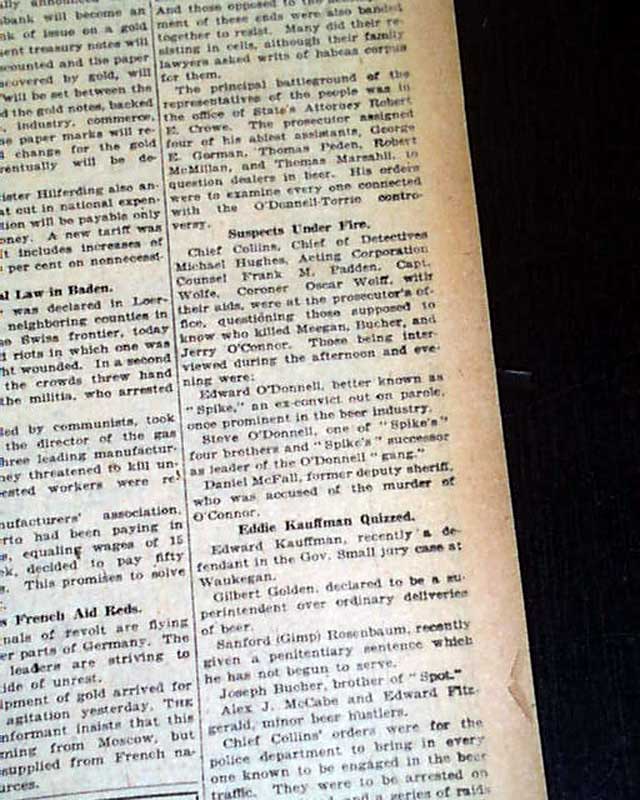 bank will become an
nk of issue on a gold
sent treasury notes will
scounted and the paper
scovered by gold, will
will be set between the
d the gold notes, backed
, industry, commerce,
he paper marks will re-
d change for the gold
ventually will be de-
ister Hilferding also an-
at cut in national expen-
tion will be payable only
oney. A new tariff was
It includes increases of
per cent on nonnecessi-
al Law in Baden.
was declared in Loer-
neighboring counties in
e Swiss frontier, today
d riots in which one was
ht wounded. In a second
the crowds threw hand
the militia, who arrested
led by communists, took
the director of the gas
three leading manufactur-
ney threatened to kill un-
ested workers were re-
nufacturers' association,
erto had been paying in
s, equaling wages of 15
ek, decided to pay fifty
s. This promises to solve
s French Aid Reds.
nals of revolt are flying
er parts of Germany. The
leaders are striving to
ide of unrest.
ipment of gold arrived for
agitation yesterday. THE
informant insists that this
ning from Moscow, but
supplied from French na-
urces.
And those opposed to the
ment of these ends were also banded
together to resist. Many did their re-
sisting in cells, although their family
lawyers asked writs of habeas corpus
for them.
The principal battleground of the
representatives of the people was in
the office of State's Attorney Robert
E. Crowe. The prosecutor assigned
four of his ablest assistants, George
E. Gorman, Thomas Peden, Robert
McMillan, and Thomas Marsahll, to
question dealers in beer. His orders
were to examine every one connected
with the O'Donnell-Torrio contro-
versy.
Suspects Under Fire.
Chief Collins, Chief of Detectives
Michael Hughes, Acting Corporation
Counsel Frank M. Padden, Capt.
Wolfe, Coroner Oscar Wolff, with
their aids, were at the prosecutor's of-
fice, questioning those supposed to
know who killed Meegan, Bucher, and
Jerry O'Connor. Those being inter-
viewed during the afternoon and eve-
ning were:
Edward O'Donnell, better known as
"Spike," an ex-convict out on parole,
once prominent in the beer industry.
Steve O'Donnell, one of "Spike's"
four brothers and "Spike's" successor
as leader of the O'Donnell "gang."
Daniel McFall, former deputy sheriff,
who was accused of the murder of
O'Connor.
Eddie Kauffman Quizzed.
Edward Kauffman, recently a de-
fendant in the Gov. Small jury case at
Waukegan.
Gilbert Golden, declared to be a su-
perintendent over ordinary deliveries
of beer.
Sanford (Gimp) Rosenbaum, recently
given a penitentiary sentence which
he has not begun to serve.
Joseph Bucher, brother of "Spot."
Alex J. McCabe and Edward Fitz-
gerald, minor beer hustlers.
Chief Collins' orders were for the
police department to bring in every
one known to be engaged in the beer
traffic. They were to be arrested on
and a series of raids